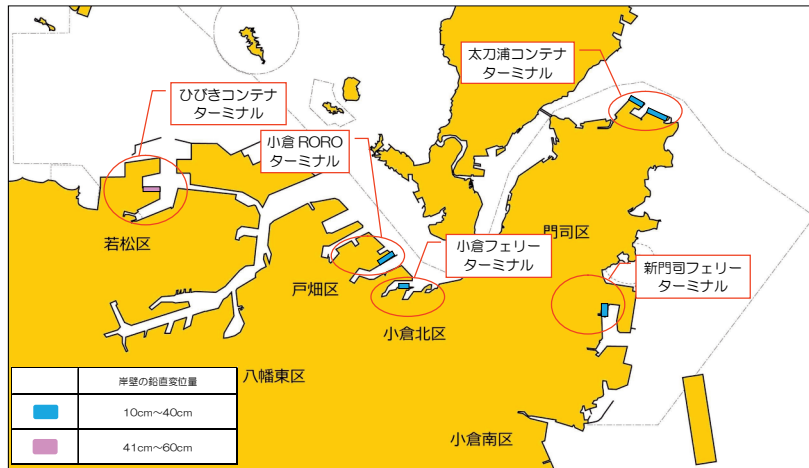 太刀浦コンテナ
ターミナル
ひびきコンテナ
ターミナル
小倉 RORO
ターミナル
門司区
小倉フェリー
ターミナル
若松区
新門司フェリー
ターミナル
戸畑区
小倉北区
八幡東区
岸壁の鉛直変位量
10cm～40cm
41cm～60cm
小倉南区